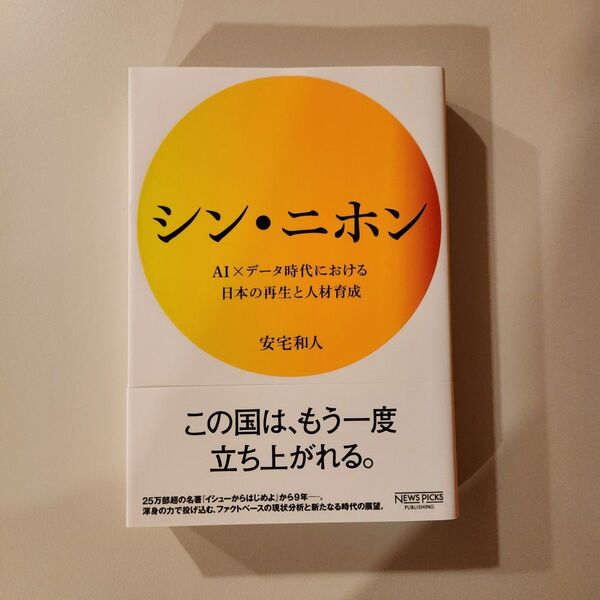 シン・ニホン
AI×データ時代における
日本の再生と人材育成
安宅和人
この国は、もう一度
立ち上がれる。
25万部超の名著「イシューからはじめよ」から9年――。
渾身の力で投げ込む、ファクトベースの現状分析と新たなる時代の展望。
NEWS PICKS
PUBLISHING